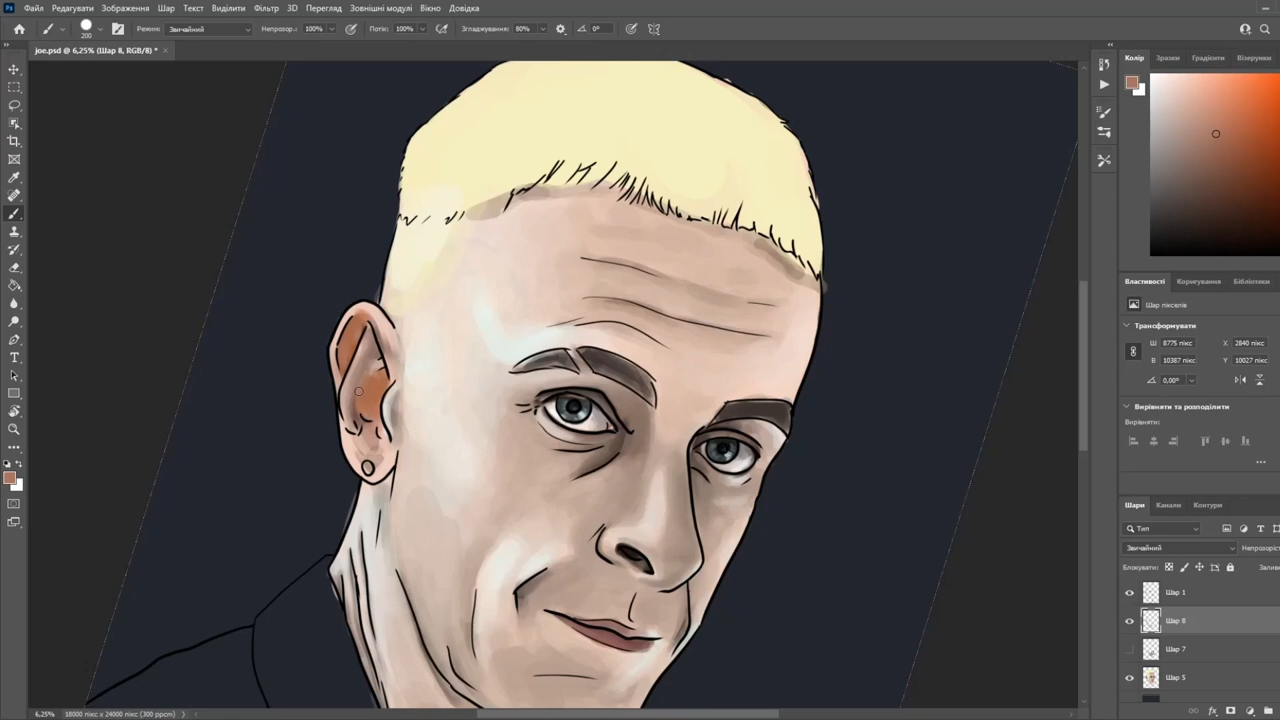 Ps Файл Редагувати Зображення Шар Текст Виділити Фільтр 3D Перегляд Зовнішні модулі Вікно Довідка
200 Режим: Звичайний Непрозор.: 100% Потік: 100% Згладжування: 80% 0°
joe.psd @ 6,25% (Шар 8, RGB/8) * ×
Колір Зразки Градієнти Візерунки
Властивості Коригування Бібліотеки
Шар пікселів
Трансформувати
Ш 8775 пікс X 2840 пікс
В 10387 пікс Y 10027 пікс
0,00°
Вирівняти та розподілити
Вирівняти:
Шари Канали Контури
Тип
Звичайний Непрозоріс
Блокувати: Залив
Шар 1
Шар 8
Шар 7
Шар 5
6,25% 18000 пікс x 24000 пікс (300 ppcm)